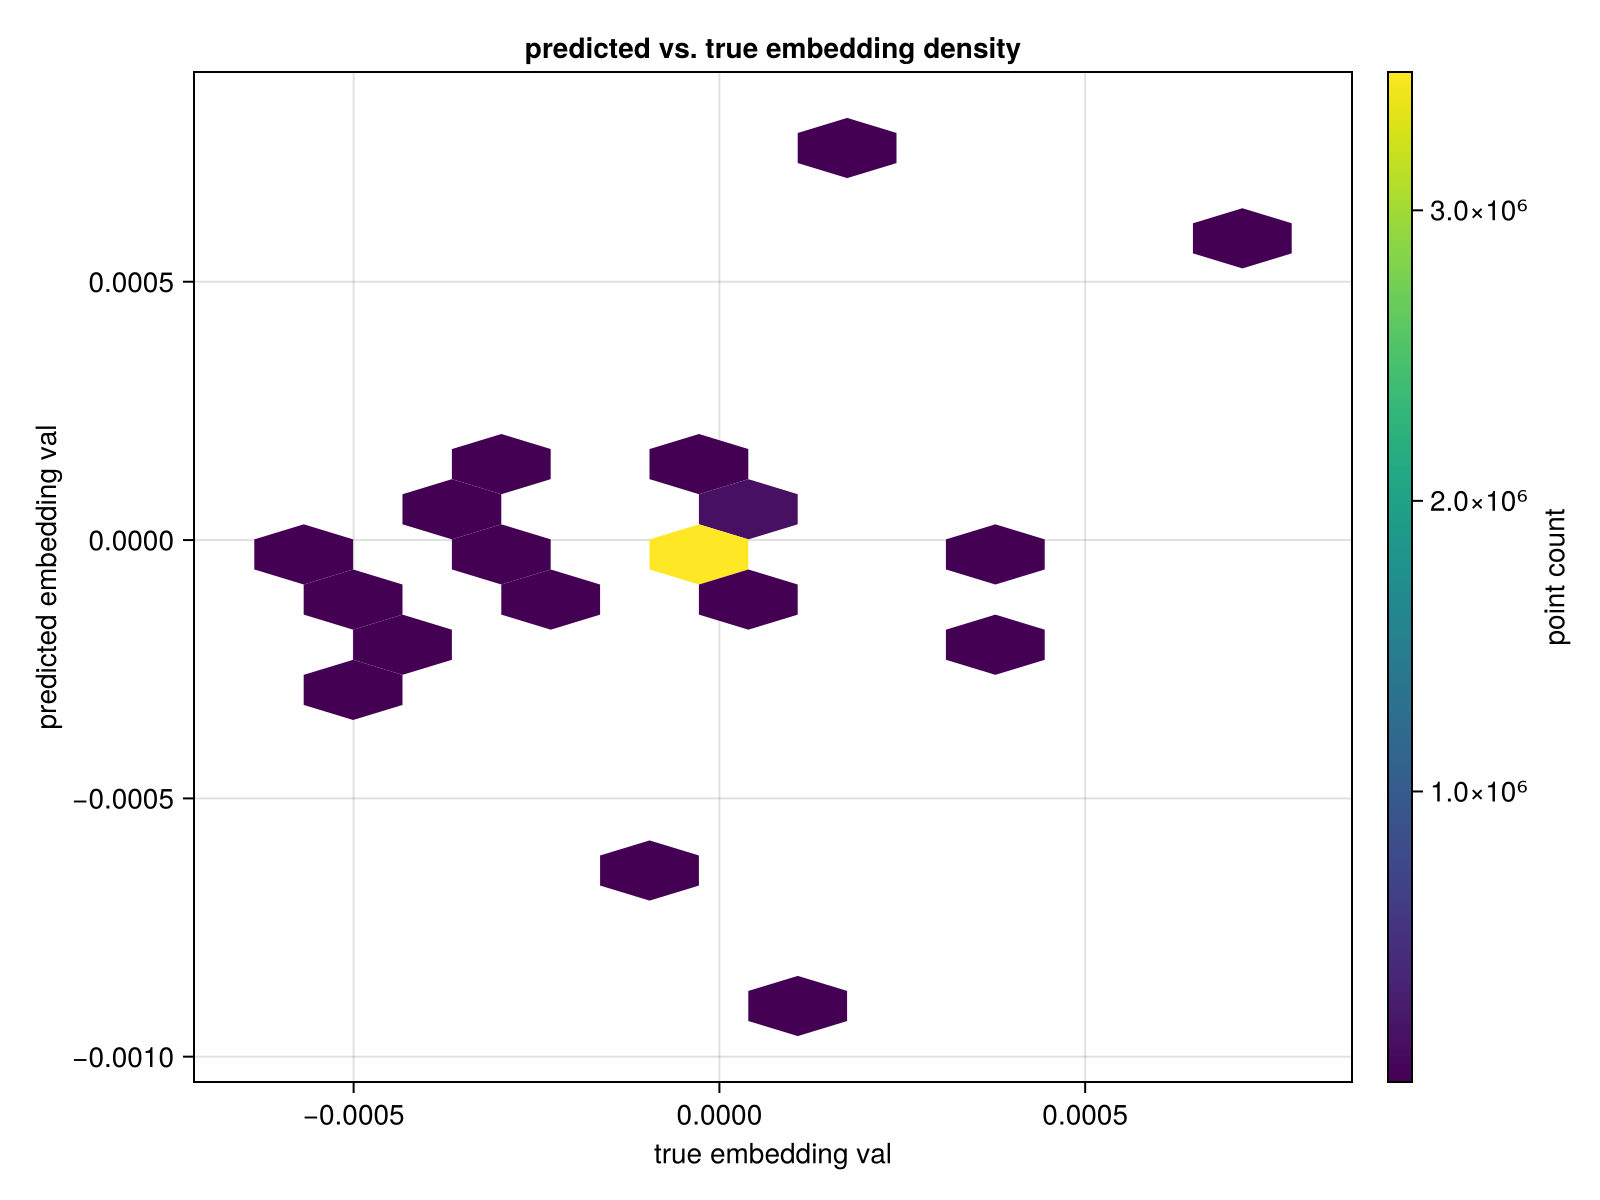 predicted vs. true embedding density
predicted embedding val
0.0005
0.0000
−0.0005
−0.0010
−0.0005
0.0000
0.0005
true embedding val
3.0×10⁶
2.0×10⁶
1.0×10⁶
point count